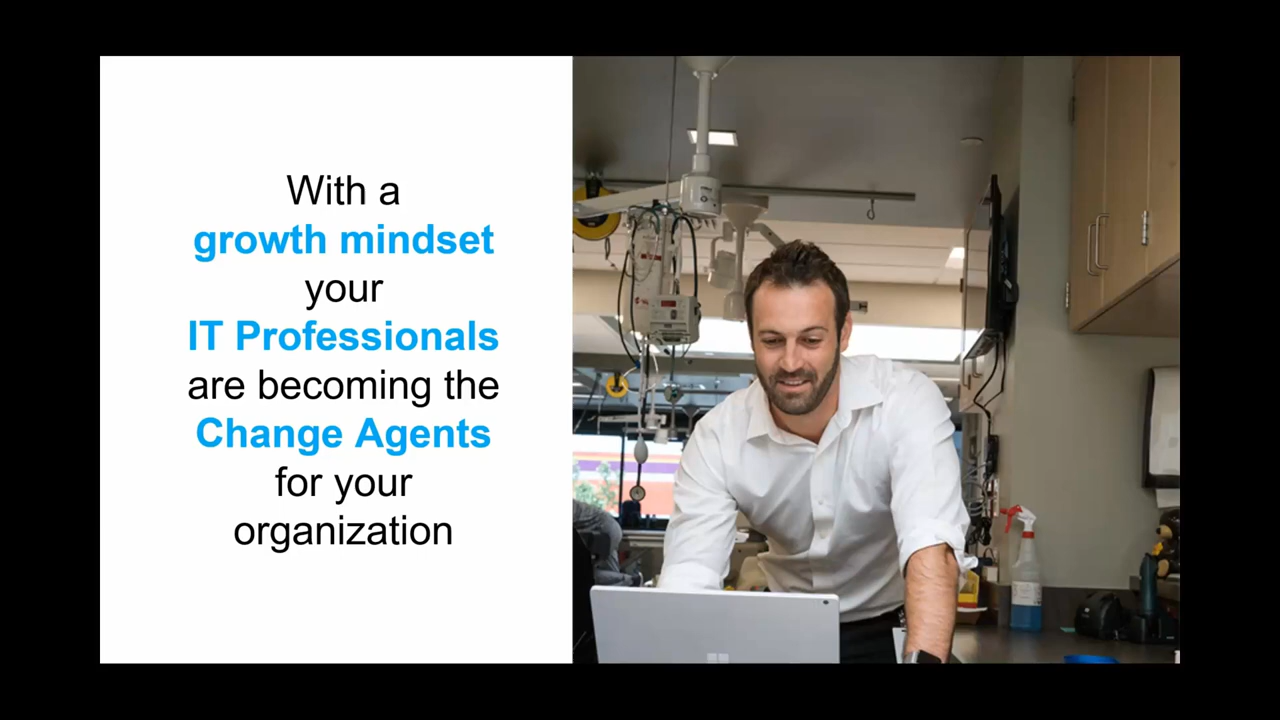 With a
growth mindset
your
IT Professionals
are becoming the
Change Agents
for your
organization